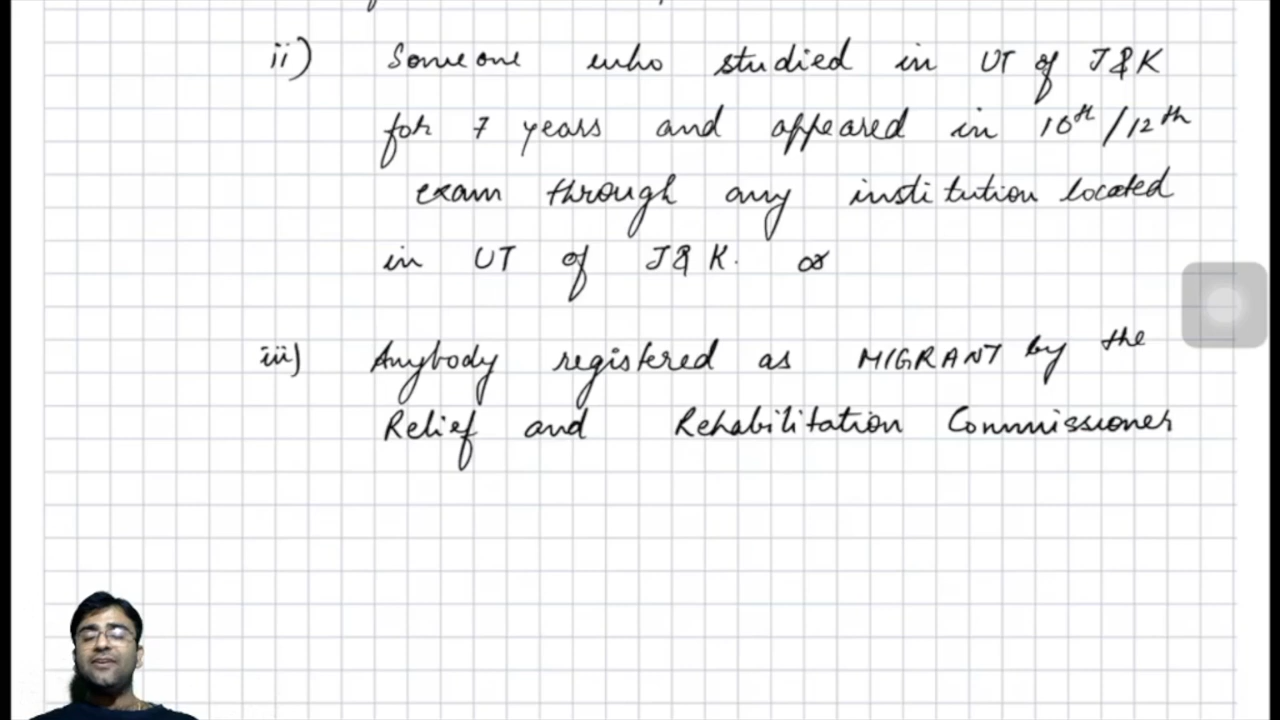 ii) Someone who studied in UT of J&K
for 7 years and appeared in 10th/12th
exam through any institution located
in UT of J&K. or
iii) Anybody registered as MIGRANT by the
Relief and Rehabilitation Commissioner